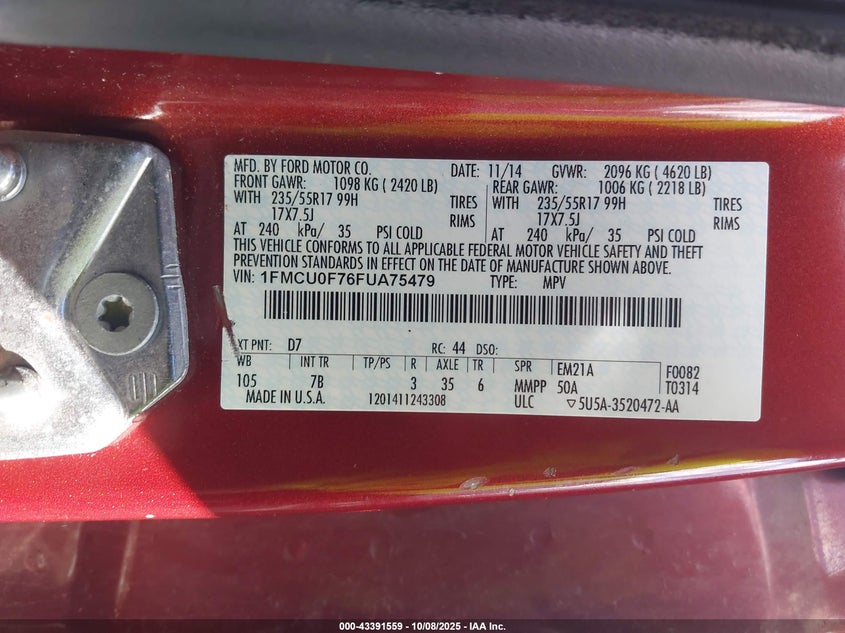 MFD. BY FORD MOTOR CO. DATE: 11/14 GVWR: 2096 KG ( 4620 LB)
FRONT GAWR: 1098 KG ( 2420 LB) REAR GAWR: 1006 KG ( 2218 LB)
WITH 235/55R17 99H TIRES WITH 235/55R17 99H TIRES
17X7.5J RIMS 17X7.5J RIMS
AT 240 kPa/ 35 PSI COLD AT 240 kPa/ 35 PSI COLD
THIS VEHICLE CONFORMS TO ALL APPLICABLE FEDERAL MOTOR VEHICLE SAFETY AND THEFT
PREVENTION STANDARDS IN EFFECT ON THE DATE OF MANUFACTURE SHOWN ABOVE.
VIN: 1FMCU0F76FUA75479 TYPE: MPV
XT PNT: D7 RC: 44 DSO:
WB INT TR TP/PS R AXLE TR SPR EM21A F0082
105 7B 3 35 6 MMPP 50A T0314
MADE IN U.S.A. 1201411243308 ULC ▽5U5A-3520472-AA
000-43391559 - 10/08/2025 - IAA Inc.